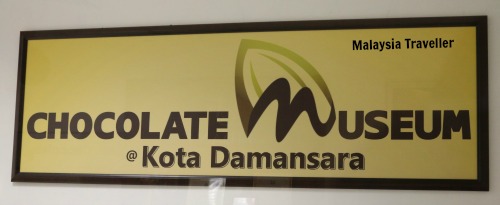 Malaysia Traveller
CHOCOLATE MUSEUM
@ Kota Damansara